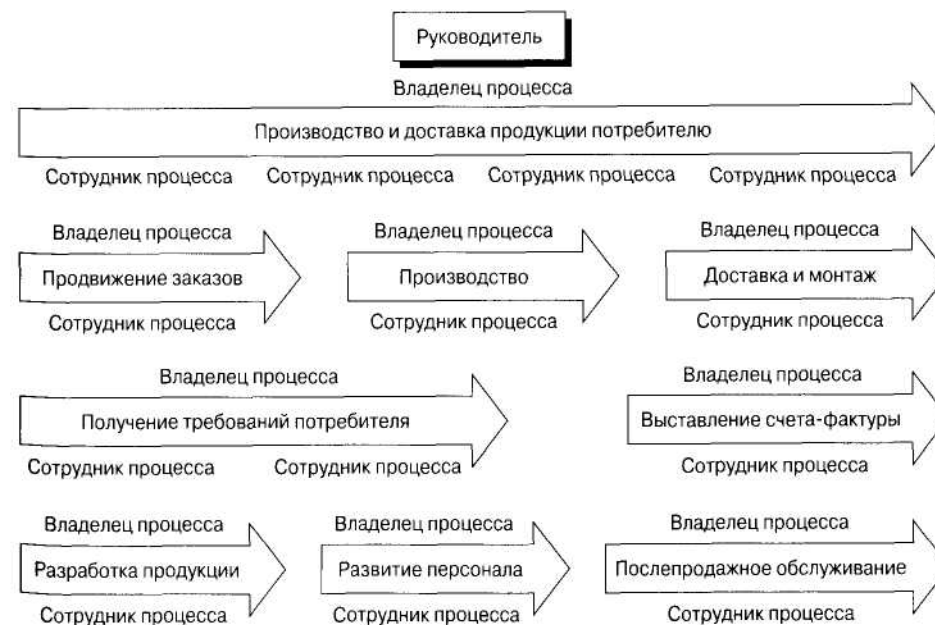 Руководитель
Владелец процесса
Производство и доставка продукции потребителю
Сотрудник процесса Сотрудник процесса Сотрудник процесса Сотрудник процесса
Владелец процесса Владелец процесса Владелец процесса
Продвижение заказов Производство Доставка и монтаж
Сотрудник процесса Сотрудник процесса Сотрудник процесса
Владелец процесса Владелец процесса
Получение требований потребителя Выставление счета-фактуры
Сотрудник процесса Сотрудник процесса Сотрудник процесса
Владелец процесса Владелец процесса Владелец процесса
Разработка продукции Развитие персонала Послепродажное обслуживание
Сотрудник процесса Сотрудник процесса Сотрудник процесса